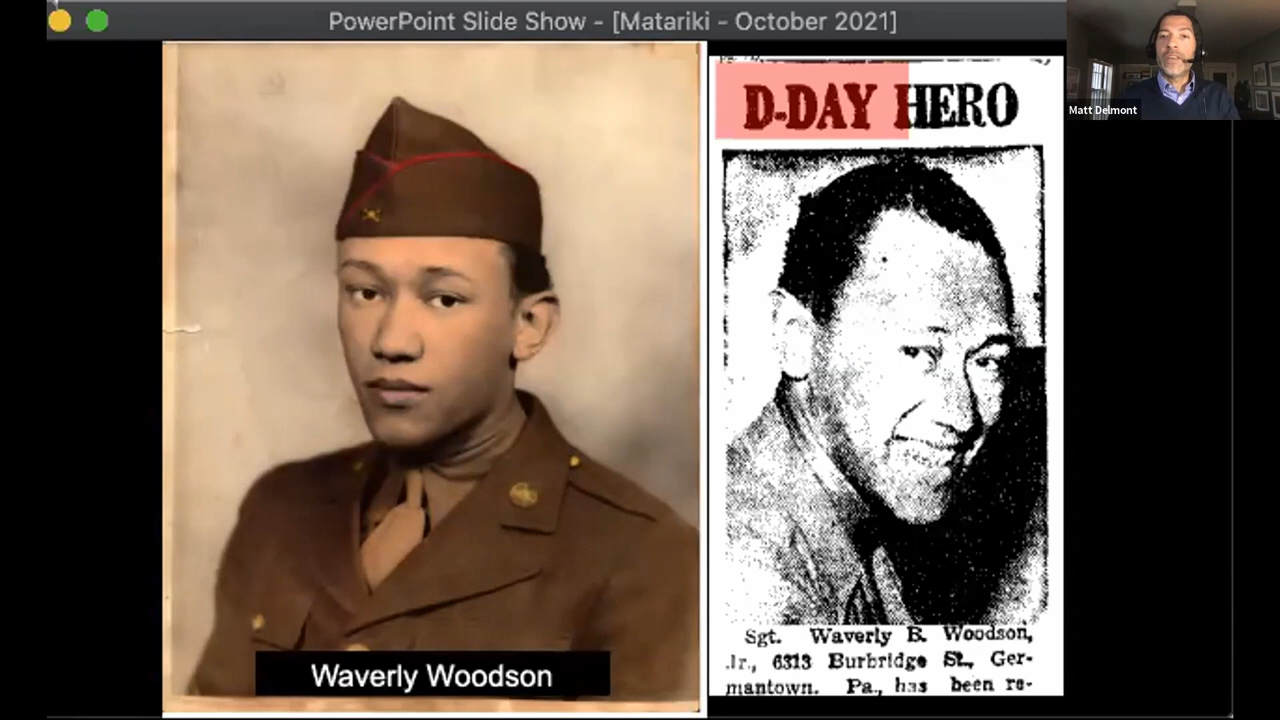 PowerPoint Slide Show - [Matariki - October 2021]
Matt Delmont
D-DAY HERO
Waverly Woodson
Sgt. Waverly B. Woodson,
Jr., 6313 Burbridge St., Ger-
mantown. Pa., has been re-